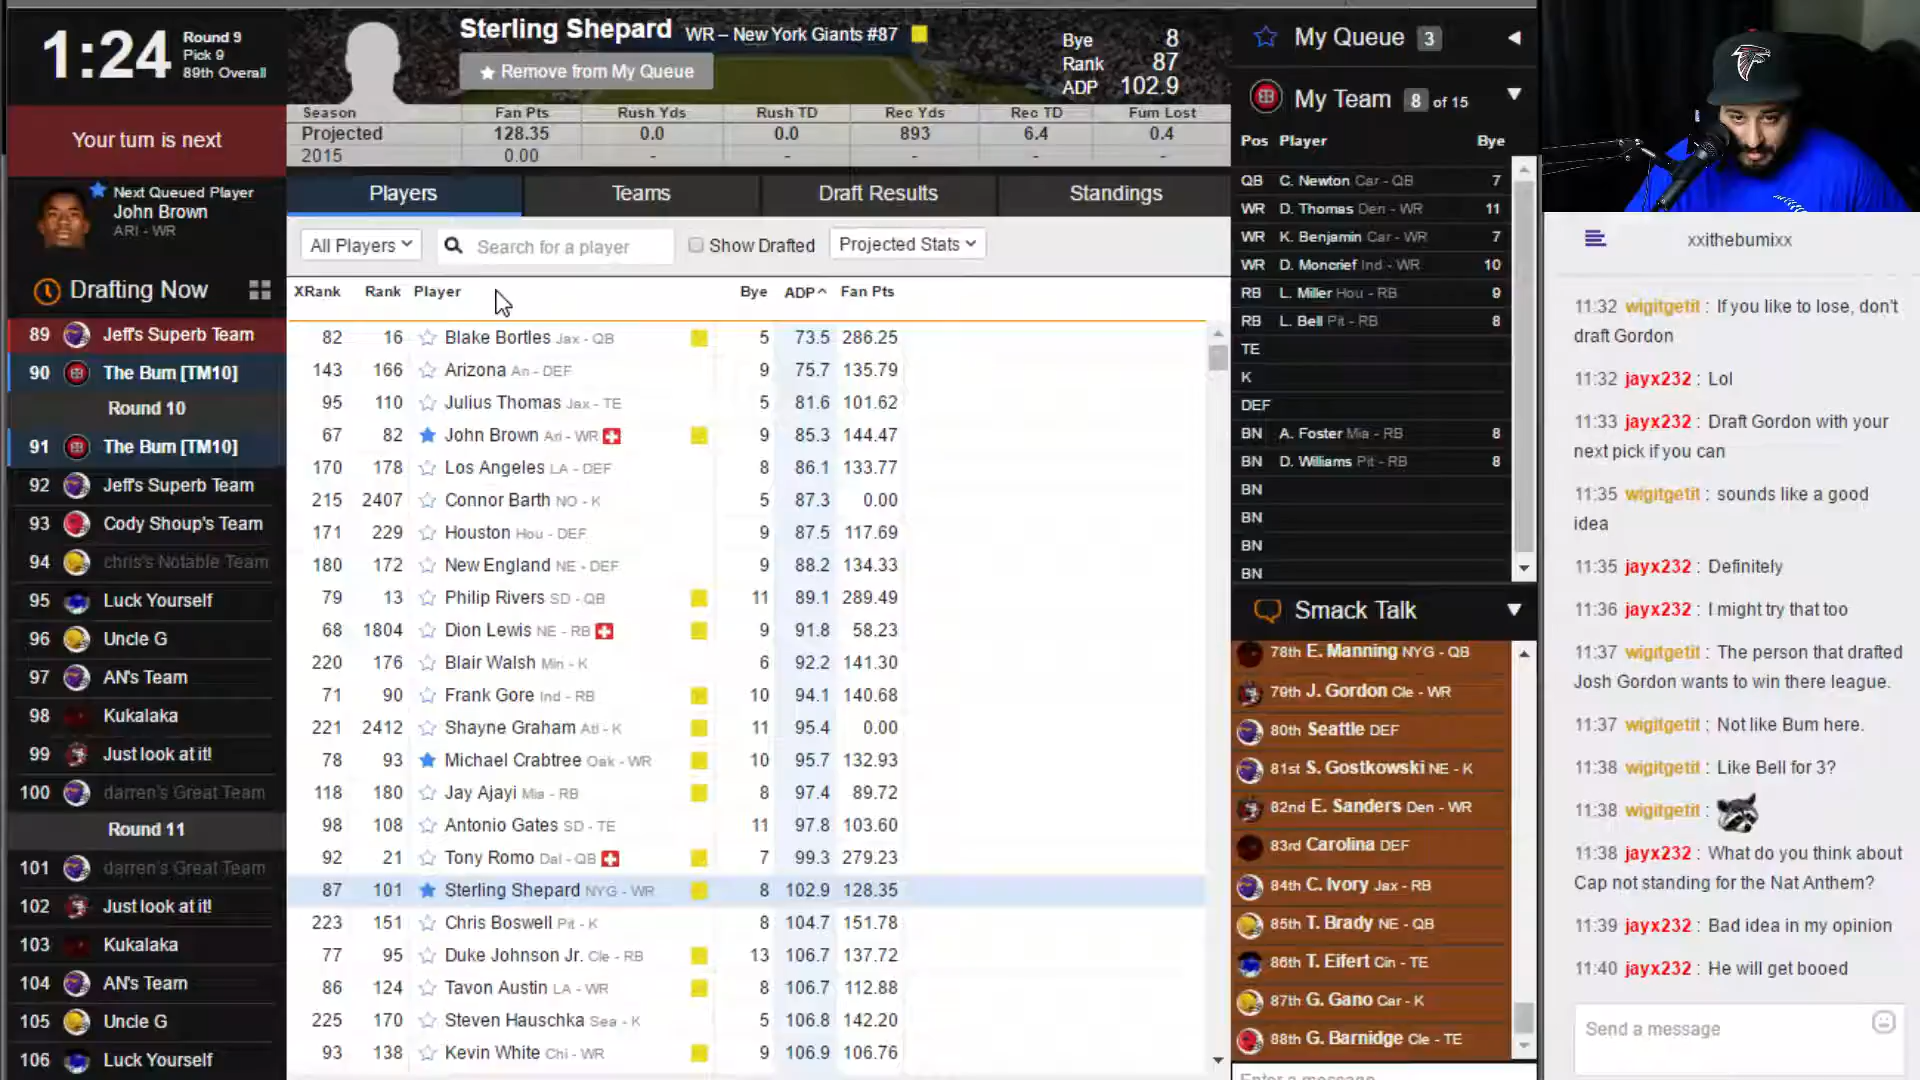 1:24
Round 9
Pick 9
89th Overall
Your turn is next
Next Queued Player
John Brown
ARI - WR
Drafting Now
89 Jeff's Superb Team
90 The Bum [TM10]
Round 10
91 The Bum [TM10]
92 Jeff's Superb Team
93 Cody Shoup's Team
94 chris's Notable Team
95 Luck Yourself
96 Uncle G
97 AN's Team
98 Kukalaka
99 Just look at it!
100 darren's Great Team
Round 11
101 darren's Great Team
102 Just look at it!
103 Kukalaka
104 AN's Team
105 Uncle G
106 Luck Yourself
Sterling Shepard WR – New York Giants #87
Remove from My Queue
Bye 8
Rank 87
ADP 102.9
Season Fan Pts Rush Yds Rush TD Rec Yds Rec TD Fum Lost
Projected 128.35 0.0 0.0 893 6.4 0.4
2015 0.00 - - - - -
Players Teams Draft Results Standings
All Players Search for a player Show Drafted Projected Stats
XRank Rank Player Bye ADP Fan Pts
82 16 Blake Bortles Jax - QB 5 73.5 286.25
143 166 Arizona Ari - DEF 9 75.7 135.79
95 110 Julius Thomas Jax - TE 5 81.6 101.62
67 82 John Brown Ari - WR 9 85.3 144.47
170 178 Los Angeles LA - DEF 8 86.1 133.77
215 2407 Connor Barth NO - K 5 87.3 0.00
171 229 Houston Hou - DEF 9 87.5 117.69
180 172 New England NE - DEF 9 88.2 134.33
79 13 Philip Rivers SD - QB 11 89.1 289.49
68 1804 Dion Lewis NE - RB 9 91.8 58.23
220 176 Blair Walsh Min - K 6 92.2 141.30
71 90 Frank Gore Ind - RB 10 94.1 140.68
221 2412 Shayne Graham Atl - K 11 95.4 0.00
78 93 Michael Crabtree Oak - WR 10 95.7 132.93
118 180 Jay Ajayi Mia - RB 8 97.4 89.72
98 108 Antonio Gates SD - TE 11 97.8 103.60
92 21 Tony Romo Dal - QB 7 99.3 279.23
87 101 Sterling Shepard NYG - WR 8 102.9 128.35
223 151 Chris Boswell Pit - K 8 104.7 151.78
77 95 Duke Johnson Jr. Cle - RB 13 106.7 137.72
86 124 Tavon Austin LA - WR 8 106.7 112.88
225 170 Steven Hauschka Sea - K 5 106.8 142.20
93 138 Kevin White Chi - WR 9 106.9 106.76
My Queue 3
My Team 8 of 15
Pos Player Bye
QB C. Newton Car - QB 7
WR D. Thomas Den - WR 11
WR K. Benjamin Car - WR 7
WR D. Moncrief Ind - WR 10
RB L. Miller Hou - RB 9
RB L. Bell Pit - RB 8
TE
K
DEF
BN A. Foster Mia - RB 8
BN D. Williams Pit - RB 8
BN
BN
BN
BN
Smack Talk
78th E. Manning NYG - QB
79th J. Gordon Cle - WR
80th Seattle DEF
81st S. Gostkowski NE - K
82nd E. Sanders Den - WR
83rd Carolina DEF
84th C. Ivory Jax - RB
85th T. Brady NE - QB
86th T. Eifert Cin - TE
87th G. Gano Car - K
88th G. Barnidge Cle - TE
Enter a message
xxithebumixx
11:32 wigitgetit : If you like to lose, don't
draft Gordon
11:32 jayx232 : Lol
11:33 jayx232 : Draft Gordon with your
next pick if you can
11:35 wigitgetit : sounds like a good
idea
11:35 jayx232 : Definitely
11:36 jayx232 : I might try that too
11:37 wigitgetit : The person that drafted
Josh Gordon wants to win there league.
11:37 wigitgetit : Not like Bum here.
11:38 wigitgetit : Like Bell for 3?
11:38 wigitgetit :
11:38 jayx232 : What do you think about
Cap not standing for the Nat Anthem?
11:39 jayx232 : Bad idea in my opinion
11:40 jayx232 : He will get booed
Send a message